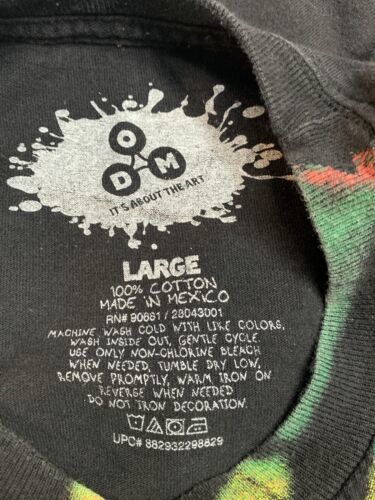 O
D M
IT'S ABOUT THE ART
LARGE
100% COTTON
MADE IN MEXICO
RN# 90661 / 28043001
MACHINE WASH COLD WITH LIKE COLORS,
WASH INSIDE OUT, GENTLE CYCLE.
USE ONLY NON-CHLORINE BLEACH
WHEN NEEDED, TUMBLE DRY LOW,
REMOVE PROMPTLY, WARM IRON ON
REVERSE WHEN NEEDED
DO NOT IRON DECORATION.
UPC# 882932298829